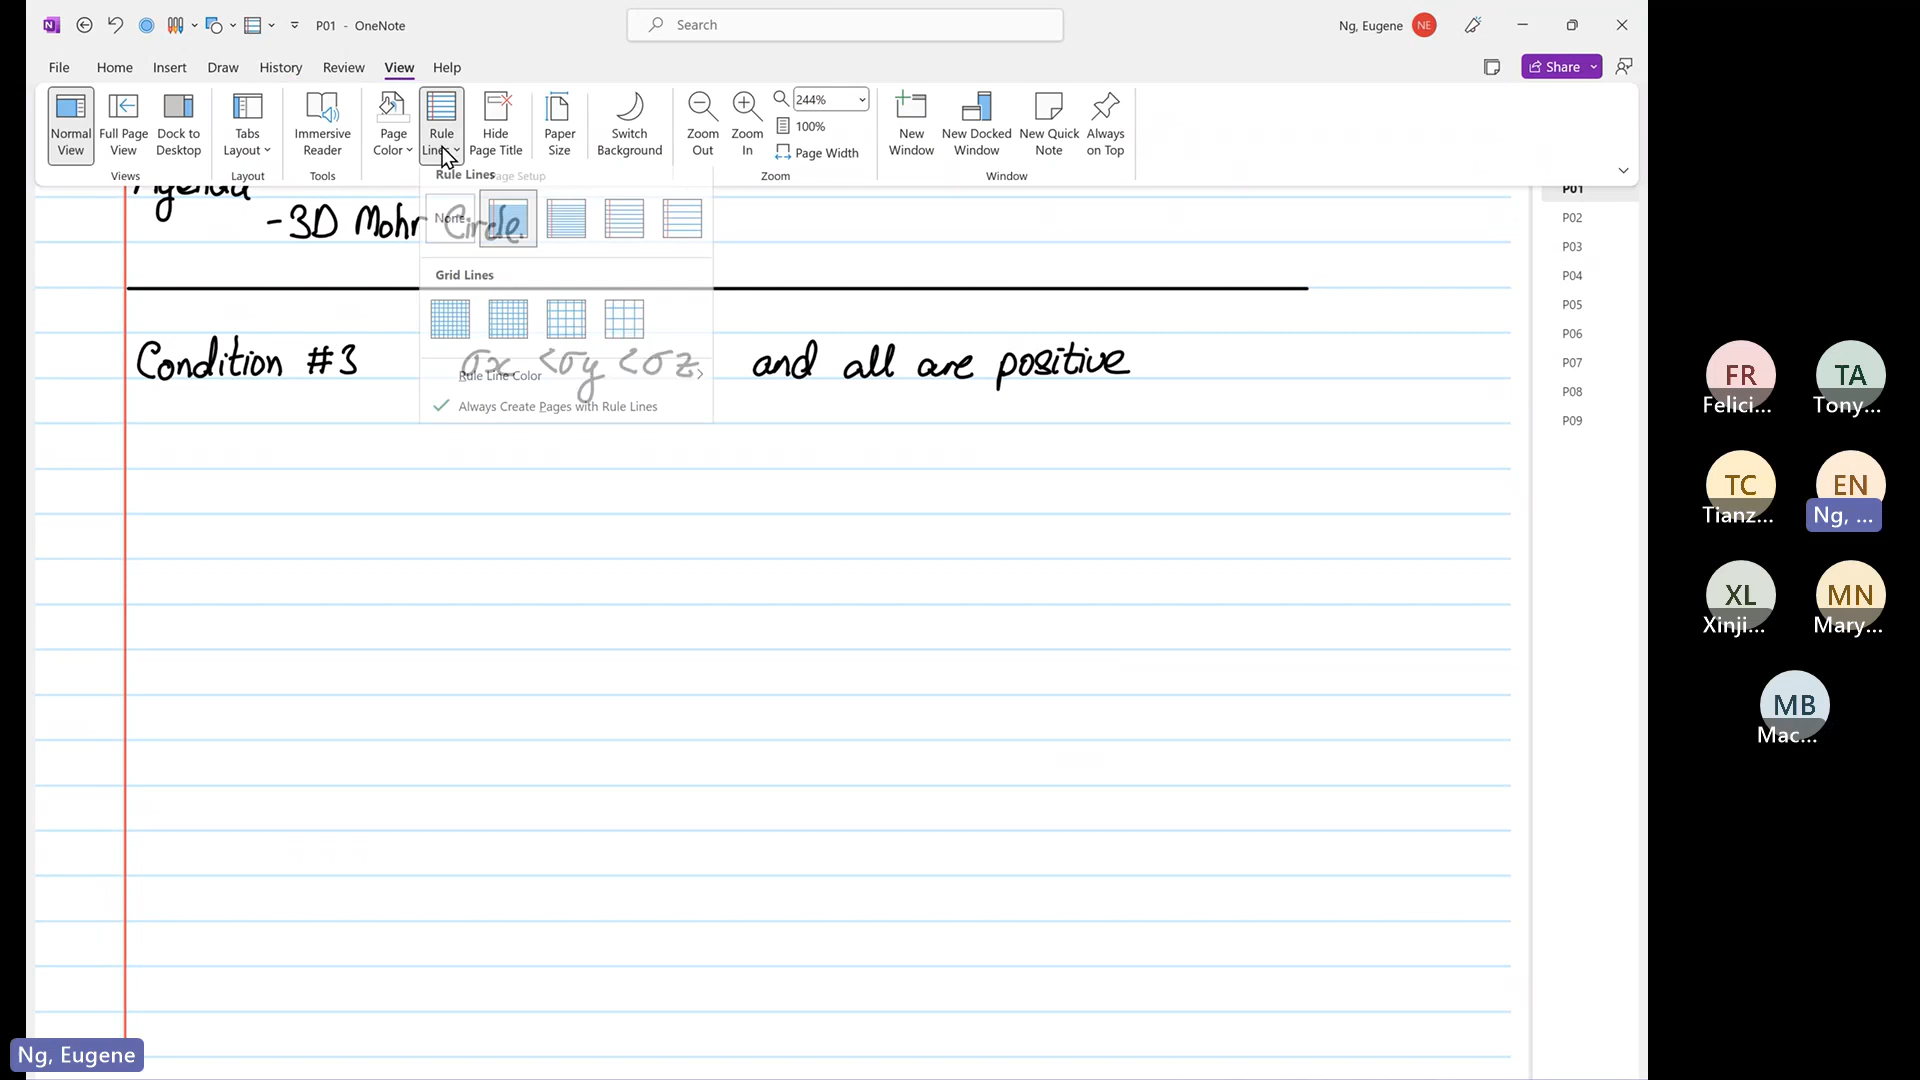 P01 - OneNote
Search
Ng, Eugene
NE
File
Home
Insert
Draw
History
Review
View
Help
Share
Normal View
Full Page View
Dock to Desktop
Tabs Layout
Immersive Reader
Page Color
Rule Lines
Hide Page Title
Paper Size
Switch Background
Zoom Out
Zoom In
244%
100%
Page Width
New Window
New Docked Window
New Quick Note
Always on Top
Views
Layout
Tools
Page Setup
Zoom
Window
Rule Lines
None
Grid Lines
Rule Line Color
Always Create Pages with Rule Lines
Agenda
-3D Mohr Circle.
Condition #3 σx <σy <σz and all are positive
P01
P02
P03
P04
P05
P06
P07
P08
P09
FR
Felici...
TA
Tony...
TC
Tianz...
EN
Ng, ...
XL
Xinji...
MN
Mary...
MB
Mac...
Ng, Eugene